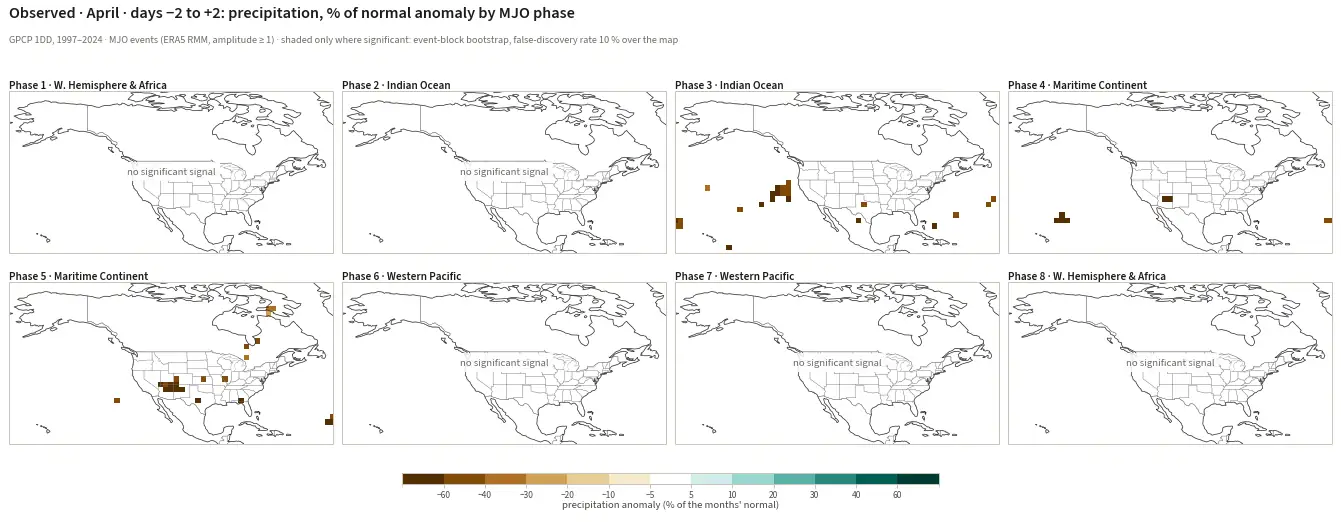 Observed · April · days −2 to +2: precipitation, % of normal anomaly by MJO phase
GPCP 1DD, 1997–2024 · MJO events (ERA5 RMM, amplitude ≥ 1) · shaded only where significant: event-block bootstrap, false-discovery rate 10 % over the map
Phase 1 · W. Hemisphere & Africa
no significant signal
Phase 2 · Indian Ocean
no significant signal
Phase 3 · Indian Ocean
Phase 4 · Maritime Continent
Phase 5 · Maritime Continent
Phase 6 · Western Pacific
no significant signal
Phase 7 · Western Pacific
no significant signal
Phase 8 · W. Hemisphere & Africa
no significant signal
−60 −40 −30 −20 −10 −5 5 10 20 30 40 60
precipitation anomaly (% of the months' normal)